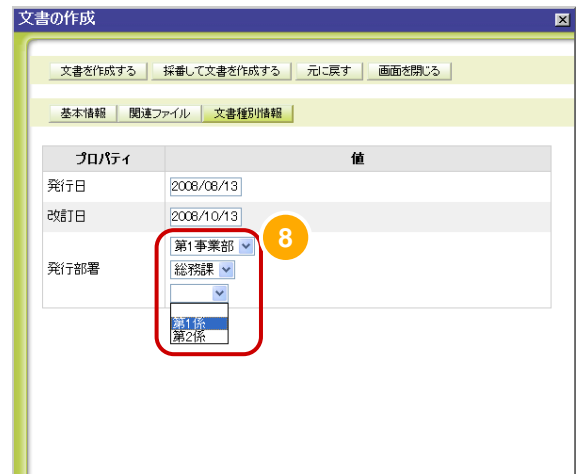 文書の作成
文書を作成する 採番して文書を作成する 元に戻す 画面を閉じる
基本情報 関連ファイル 文書種別情報
プロパティ 値
発行日 2008/08/13
改訂日 2008/10/13
発行部署 第1事業部
総務課
第1係
第2係
8